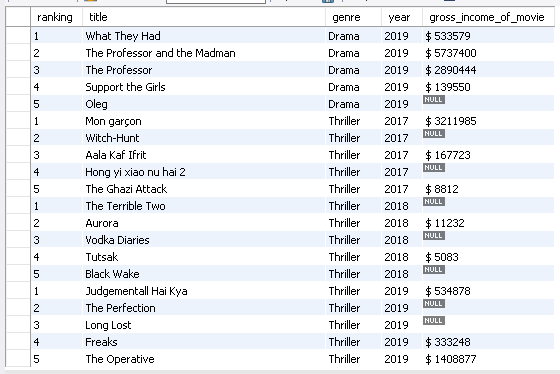 ranking title genre year gross_income_of_movie
1 What They Had Drama 2019 $ 533579
2 The Professor and the Madman Drama 2019 $ 5737400
3 The Professor Drama 2019 $ 2890444
4 Support the Girls Drama 2019 $ 139550
5 Oleg Drama 2019 NULL
1 Mon garçon Thriller 2017 $ 3211985
2 Witch-Hunt Thriller 2017 NULL
3 Aala Kaf Ifrit Thriller 2017 $ 167723
4 Hong yi xiao nu hai 2 Thriller 2017 NULL
5 The Ghazi Attack Thriller 2017 $ 8812
1 The Terrible Two Thriller 2018 NULL
2 Aurora Thriller 2018 $ 11232
3 Vodka Diaries Thriller 2018 NULL
4 Tutsak Thriller 2018 $ 5083
5 Black Wake Thriller 2018 NULL
1 Judgementall Hai Kya Thriller 2019 $ 534878
2 The Perfection Thriller 2019 NULL
3 Long Lost Thriller 2019 NULL
4 Freaks Thriller 2019 $ 333248
5 The Operative Thriller 2019 $ 1408877